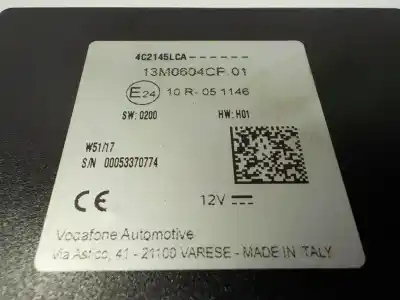 4C2145LCA------
13M0604CF.01
E24 10 R-05 1146
SW: 0200 HW: H01
W51/17
S/N 00053370774
CE 12V
Vodafone Automotive
Via Astico, 41 - 21100 VARESE - MADE IN ITALY